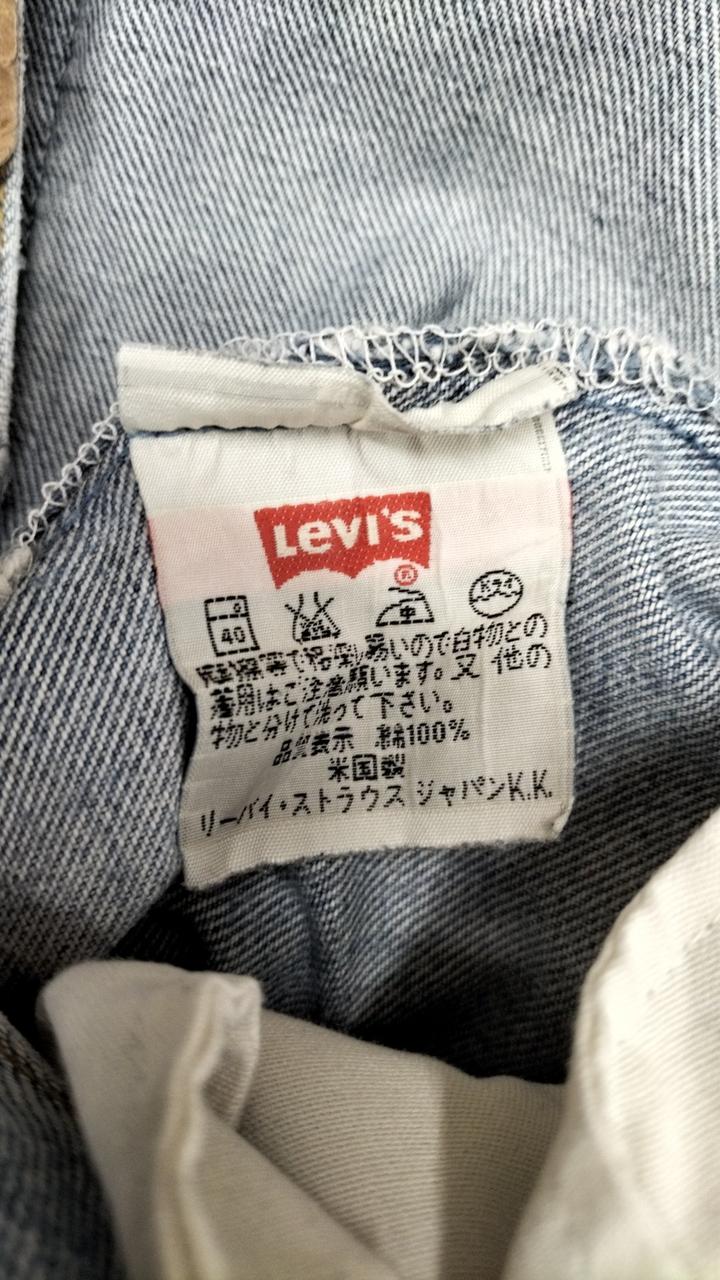 Levi's
®
40 中 ドライ
摩擦等で色落し易いので白物との
着用はご注意願います。又 他の
物と分けて洗って下さい。
品質表示 綿100%
米国製
リーバイ・ストラウス ジャパンK.K.